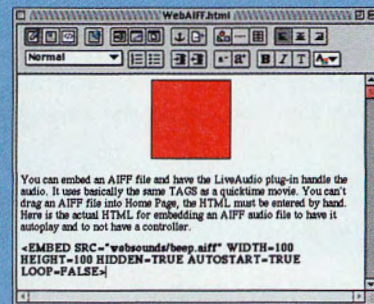 WebAIFF.html
Normal
B I T A
You can embed an AIFF file and have the LiveAudio plug-in handle the
audio. It uses basically the same TAGS as a quicktime movie. You can't
drag an AIFF file into Home Page, the HTML must be entered by hand.
Here is the actual HTML for embedding an AIFF audio file to have it
autoplay and to not have a controller.
<EMBED SRC="websounds/beep.aiff" WIDTH=100
HEIGHT=100 HIDDEN=TRUE AUTOSTART=TRUE
LOOP=FALSE>